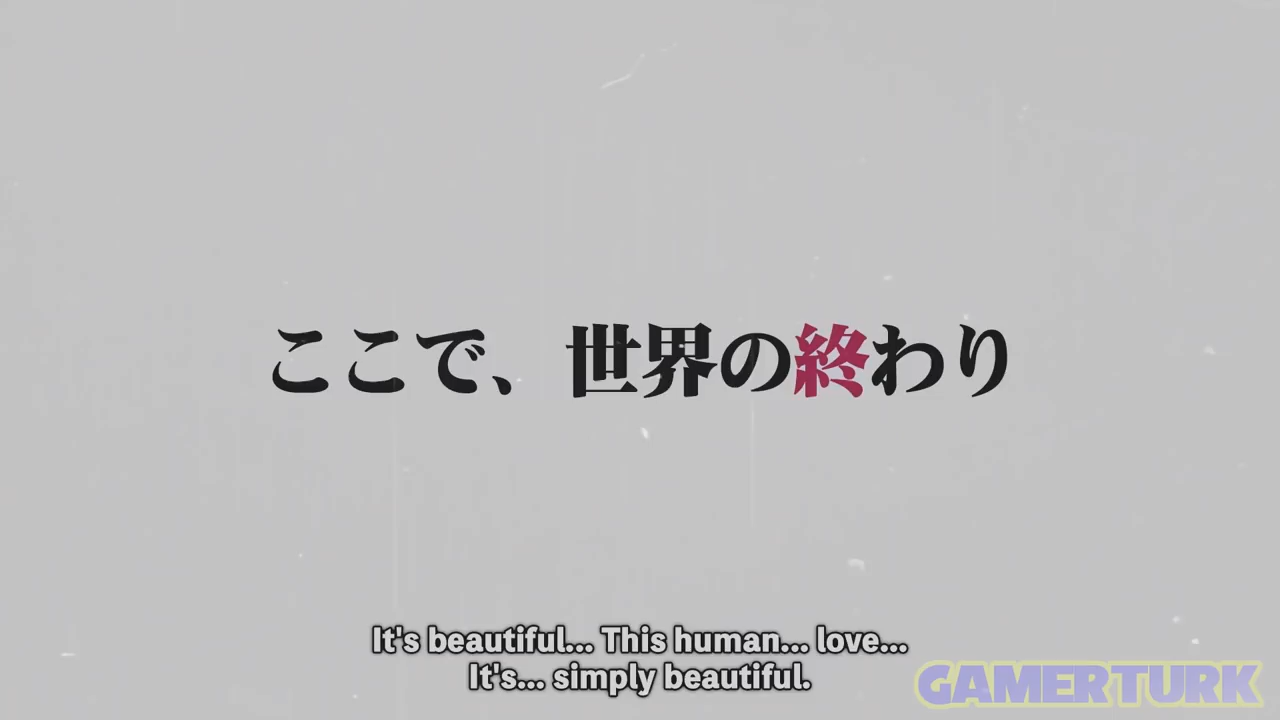 ここで、世界の終わり
It's beautiful... This human... love...
It's... simply beautiful.
GAMERTURK